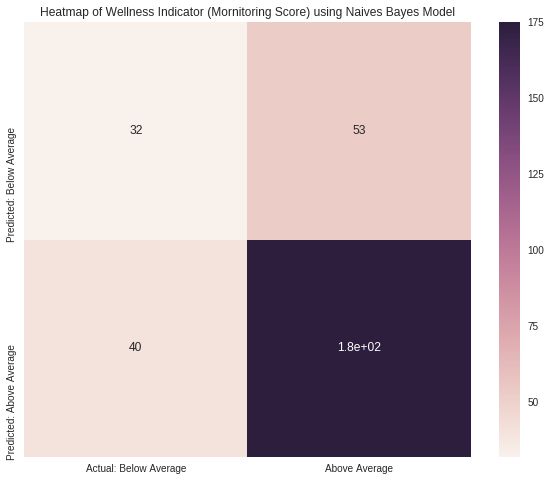 Heatmap of Wellness Indicator (Mornitoring Score) using Naives Bayes Model
Predicted: Below Average
32
53
Predicted: Above Average
40
1.8e+02
Actual: Below Average
Above Average
175
150
125
100
75
50